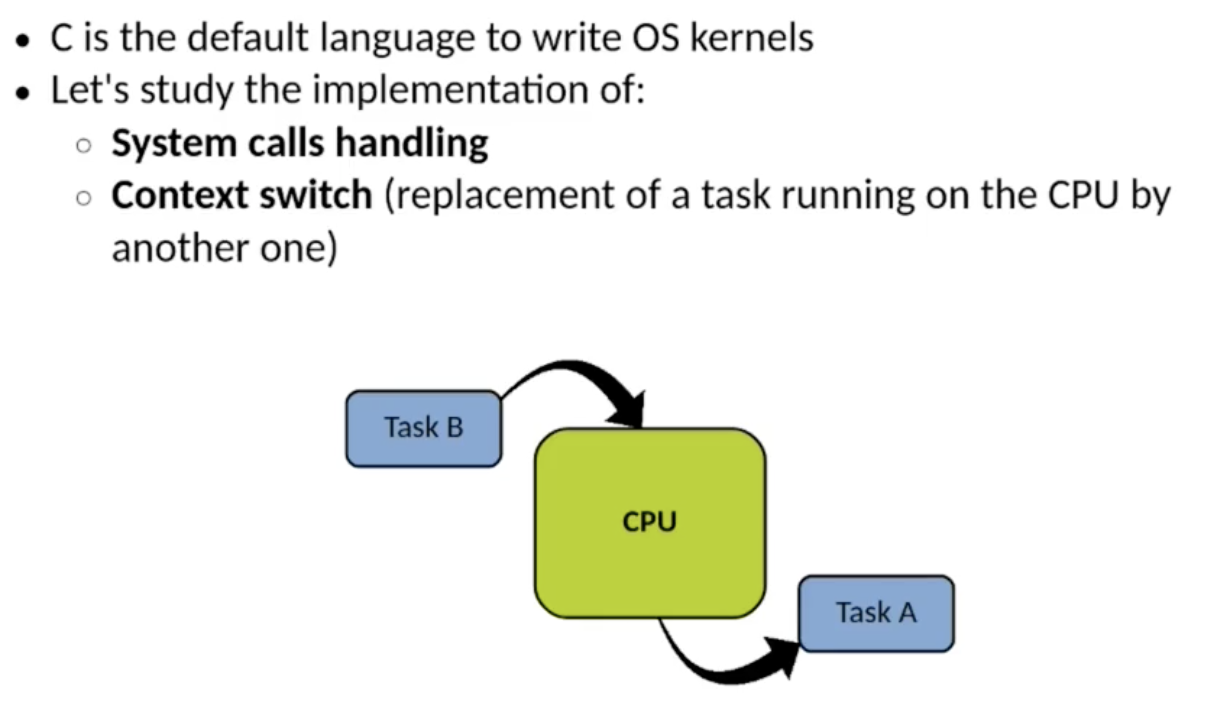 • C is the default language to write OS kernels
• Let's study the implementation of:
○ System calls handling
○ Context switch (replacement of a task running on the CPU by
another one)
Task B
CPU
Task A